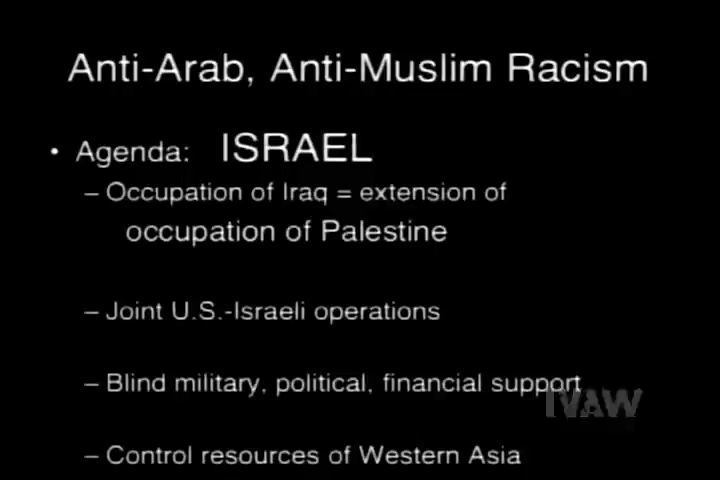 Anti-Arab, Anti-Muslim Racism
• Agenda: ISRAEL
– Occupation of Iraq = extension of
occupation of Palestine
– Joint U.S.-Israeli operations
– Blind military, political, financial support
IVAW
– Control resources of Western Asia